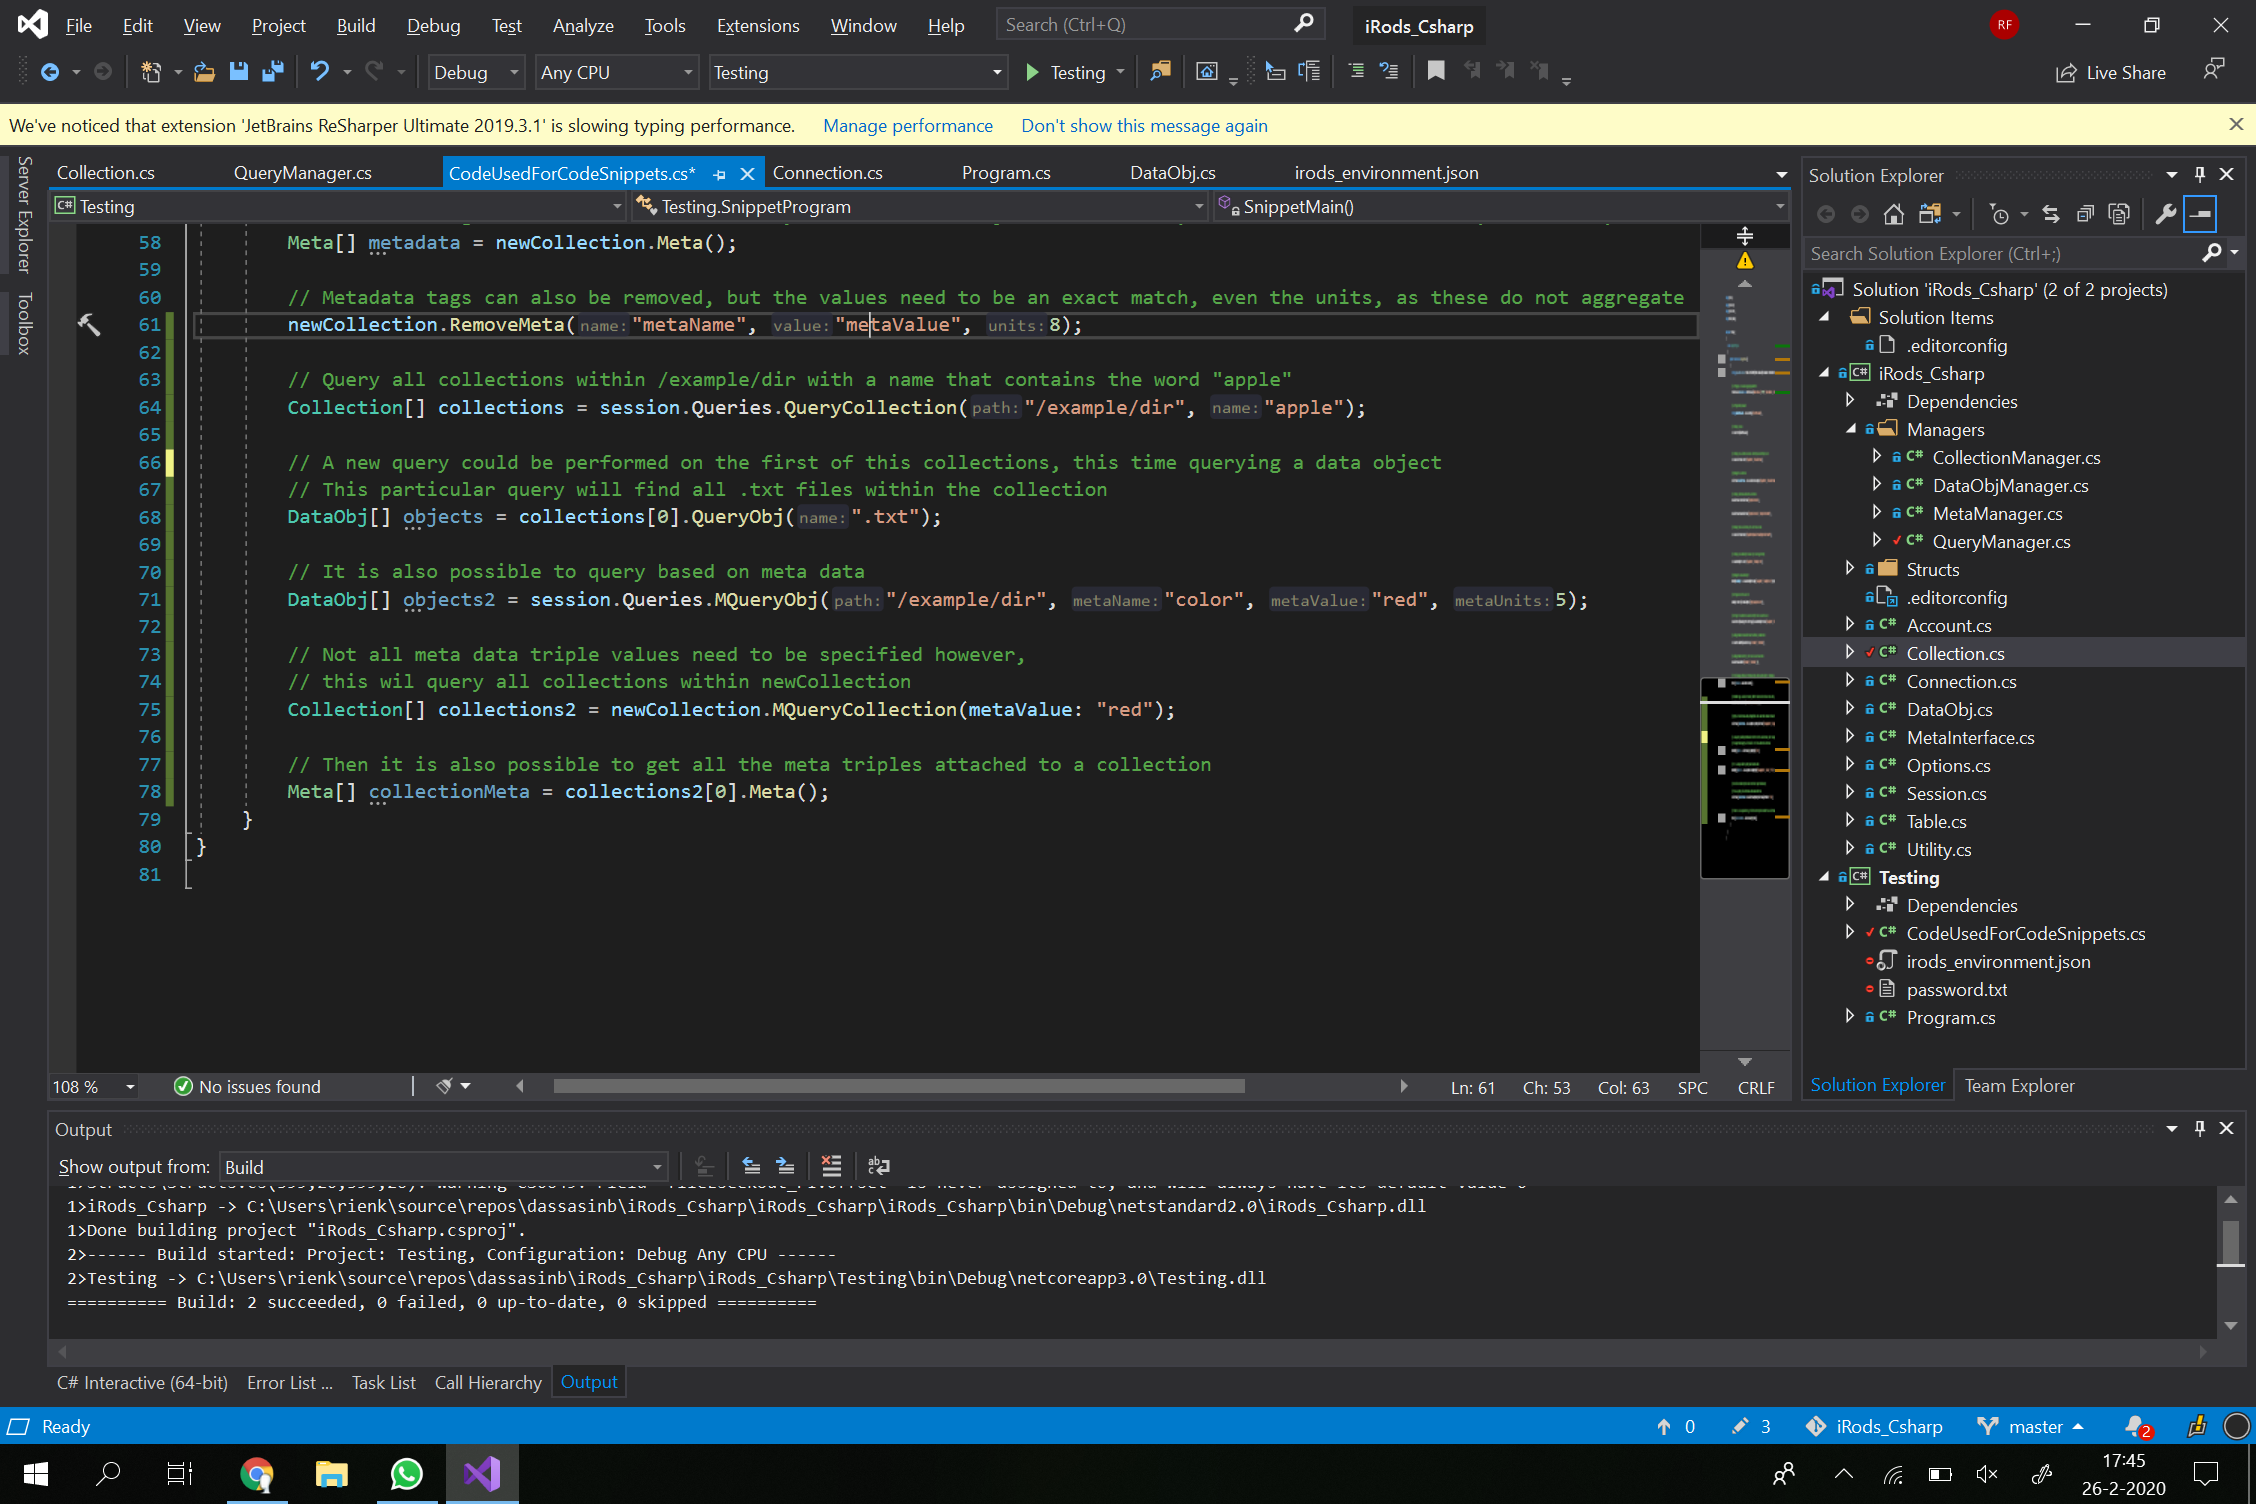 File Edit View Project Build Debug Test Analyze Tools Extensions Window Help Search (Ctrl+Q) iRods_Csharp RF
Debug Any CPU Testing Testing Live Share
We've noticed that extension 'JetBrains ReSharper Ultimate 2019.3.1' is slowing typing performance. Manage performance Don't show this message again
Server Explorer
Toolbox
Collection.cs QueryManager.cs CodeUsedForCodeSnippets.cs* Connection.cs Program.cs DataObj.cs irods_environment.json
C# Testing Testing.SnippetProgram SnippetMain()
58 Meta[] metadata = newCollection.Meta();
59
60 // Metadata tags can also be removed, but the values need to be an exact match, even the units, as these do not aggregate
61 newCollection.RemoveMeta(name:"metaName", value:"metaValue", units:8);
62
63 // Query all collections within /example/dir with a name that contains the word "apple"
64 Collection[] collections = session.Queries.QueryCollection(path:"/example/dir", name:"apple");
65
66 // A new query could be performed on the first of this collections, this time querying a data object
67 // This particular query will find all .txt files within the collection
68 DataObj[] objects = collections[0].QueryObj(name:".txt");
69
70 // It is also possible to query based on meta data
71 DataObj[] objects2 = session.Queries.MQueryObj(path:"/example/dir", metaName:"color", metaValue:"red", metaUnits:5);
72
73 // Not all meta data triple values need to be specified however,
74 // this wil query all collections within newCollection
75 Collection[] collections2 = newCollection.MQueryCollection(metaValue: "red");
76
77 // Then it is also possible to get all the meta triples attached to a collection
78 Meta[] collectionMeta = collections2[0].Meta();
79 }
80 }
81
108 % No issues found Ln: 61 Ch: 53 Col: 63 SPC CRLF
Solution Explorer
Search Solution Explorer (Ctrl+;)
Solution 'iRods_Csharp' (2 of 2 projects)
Solution Items
.editorconfig
C# iRods_Csharp
Dependencies
Managers
C# CollectionManager.cs
C# DataObjManager.cs
C# MetaManager.cs
C# QueryManager.cs
Structs
.editorconfig
C# Account.cs
C# Collection.cs
C# Connection.cs
C# DataObj.cs
C# MetaInterface.cs
C# Options.cs
C# Session.cs
C# Table.cs
C# Utility.cs
C# Testing
Dependencies
C# CodeUsedForCodeSnippets.cs
irods_environment.json
password.txt
C# Program.cs
Solution Explorer Team Explorer
Output
Show output from: Build
1>iRods_Csharp -> C:\Users\rienk\source\repos\dassasinb\iRods_Csharp\iRods_Csharp\iRods_Csharp\bin\Debug\netstandard2.0\iRods_Csharp.dll
1>Done building project "iRods_Csharp.csproj".
2>------ Build started: Project: Testing, Configuration: Debug Any CPU ------
2>Testing -> C:\Users\rienk\source\repos\dassasinb\iRods_Csharp\iRods_Csharp\Testing\bin\Debug\netcoreapp3.0\Testing.dll
========== Build: 2 succeeded, 0 failed, 0 up-to-date, 0 skipped ==========
C# Interactive (64-bit) Error List ... Task List Call Hierarchy Output
Ready 0 3 iRods_Csharp master 2
17:45
26-2-2020